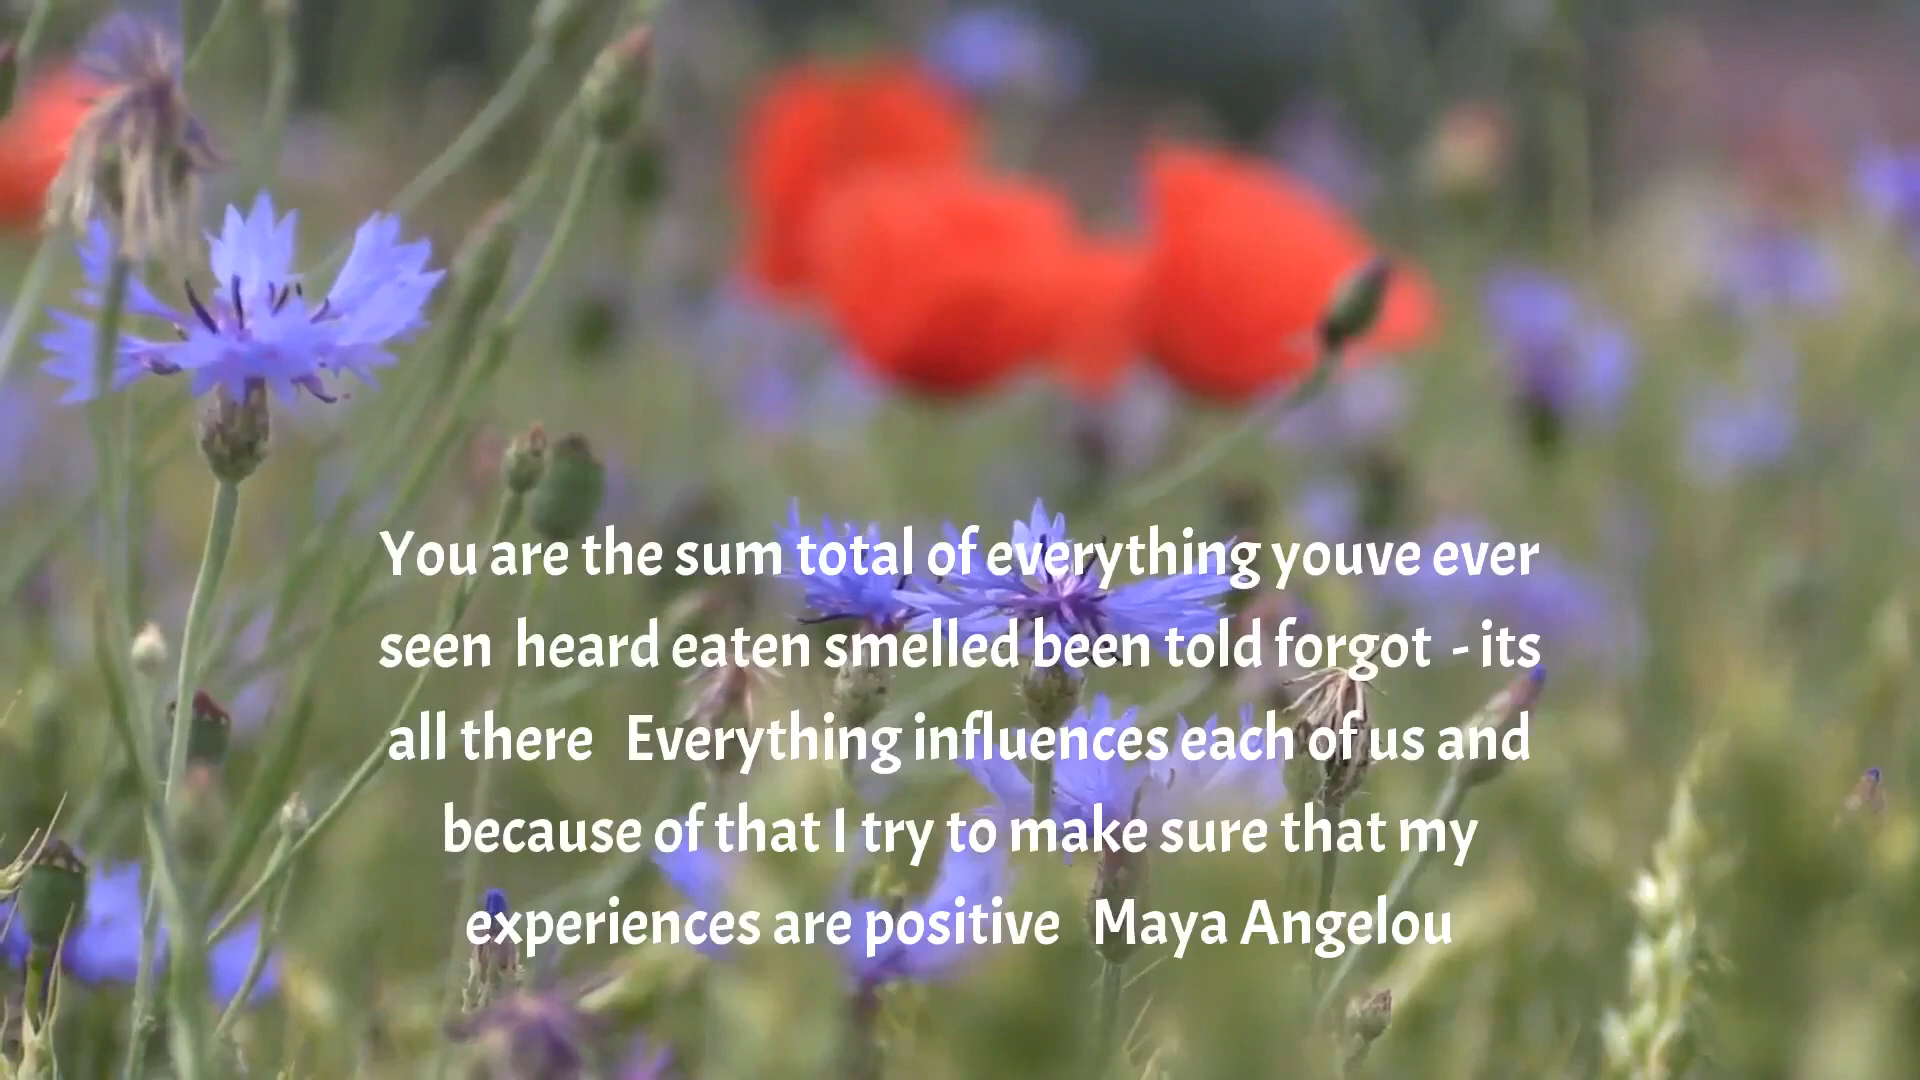 You are the sum total of everything youve ever
seen  heard eaten smelled been told forgot  - its
all there   Everything influences each of us and
because of that I try to make sure that my
experiences are positive   Maya Angelou